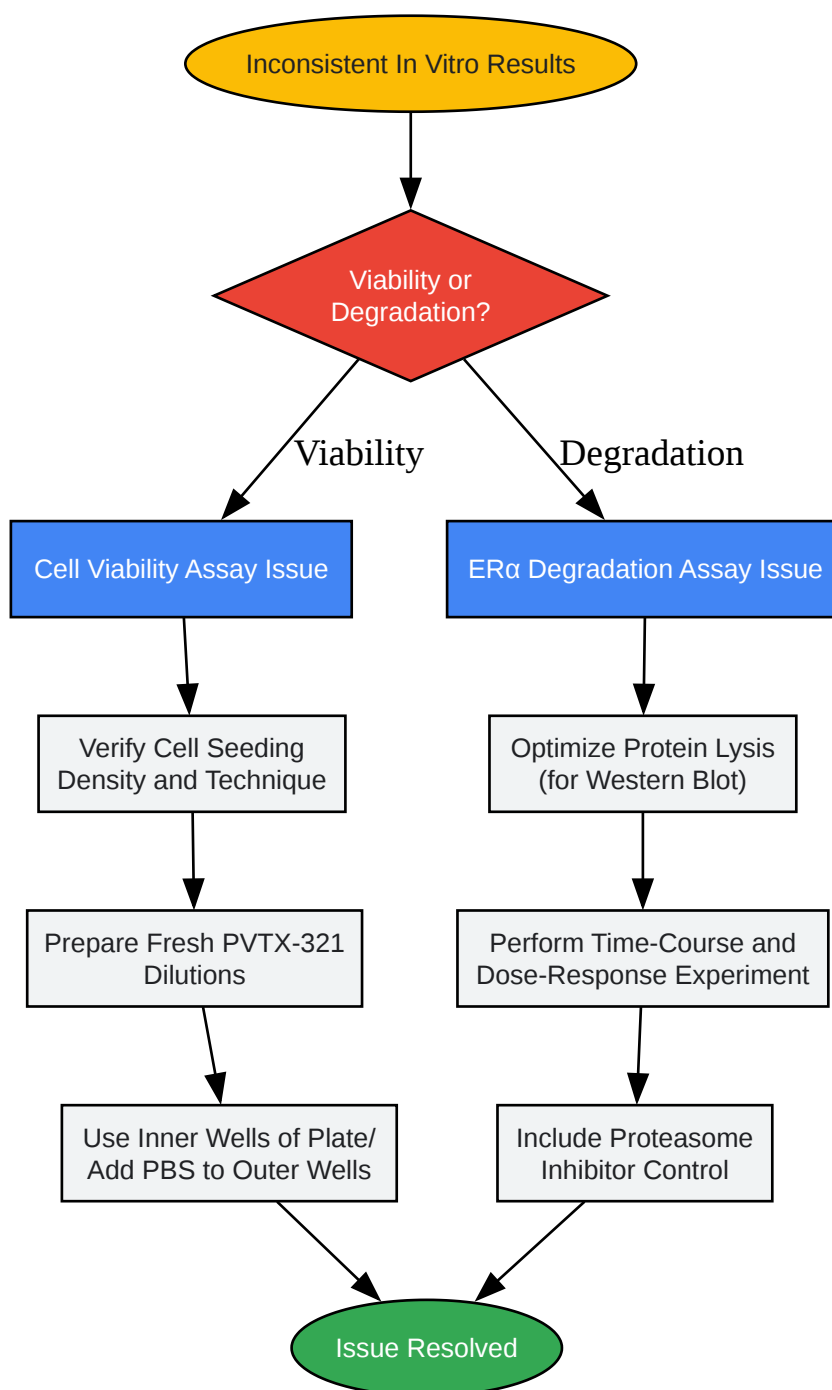 Inconsistent In Vitro Results
Viability or
Degradation?
Viability
Degradation
Cell Viability Assay Issue
ERα Degradation Assay Issue
Verify Cell Seeding
Density and Technique
Optimize Protein Lysis
(for Western Blot)
Prepare Fresh PVTX-321
Dilutions
Perform Time-Course and
Dose-Response Experiment
Use Inner Wells of Plate/
Add PBS to Outer Wells
Include Proteasome
Inhibitor Control
Issue Resolved